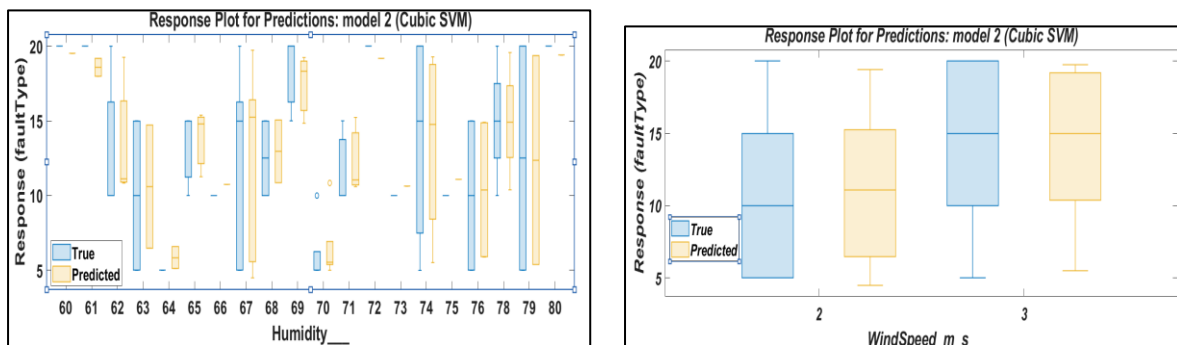 Response Plot for Predictions: model 2 (Cubic SVM)
20
15
10
5
Response (faultType)
True
Predicted
60 61 62 63 64 65 66 67 68 69 70 71 72 73 74 75 76 78 79 80
Humidity___
Response Plot for Predictions: model 2 (Cubic SVM)
20
15
10
5
Response (faultType)
True
Predicted
2 3
WindSpeed_m_s